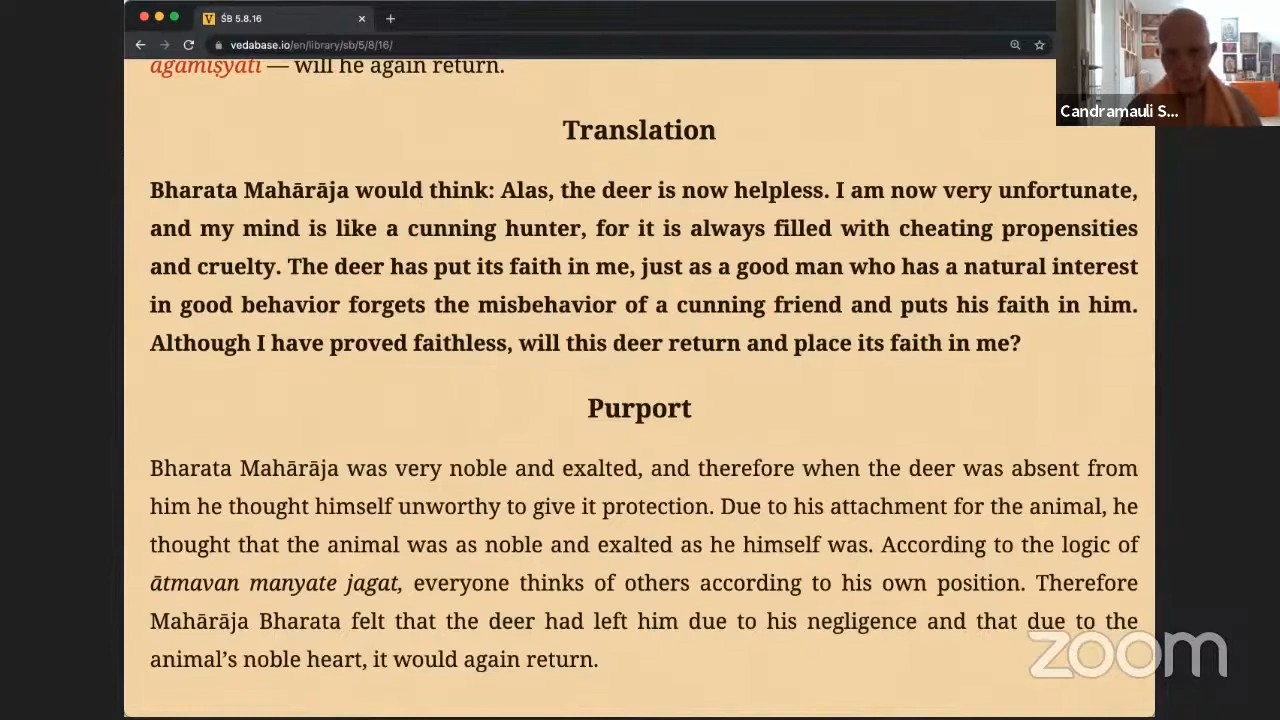 ŚB 5.8.16
vedabase.io/en/library/sb/5/8/16/
āgamiṣyati — will he again return.
Candramauli S...
Translation
Bharata Mahārāja would think: Alas, the deer is now helpless. I am now very unfortunate,
and my mind is like a cunning hunter, for it is always filled with cheating propensities
and cruelty. The deer has put its faith in me, just as a good man who has a natural interest
in good behavior forgets the misbehavior of a cunning friend and puts his faith in him.
Although I have proved faithless, will this deer return and place its faith in me?
Purport
Bharata Mahārāja was very noble and exalted, and therefore when the deer was absent from
him he thought himself unworthy to give it protection. Due to his attachment for the animal, he
thought that the animal was as noble and exalted as he himself was. According to the logic of
ātmavan manyate jagat, everyone thinks of others according to his own position. Therefore
Mahārāja Bharata felt that the deer had left him due to his negligence and that due to the
animal’s noble heart, it would again return.
zoom